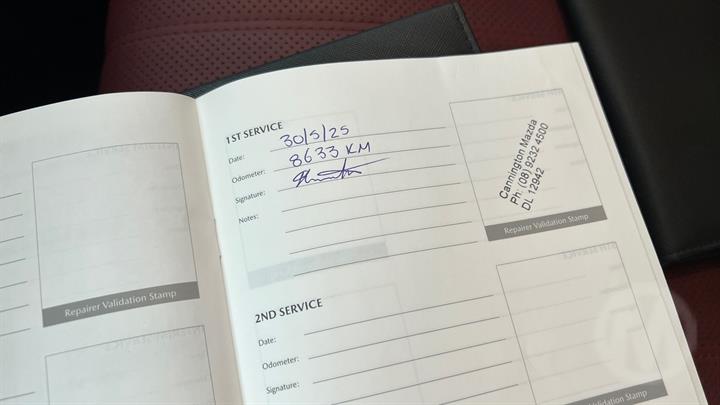 1ST SERVICE
Date: 30/5/25
Odometer: 8633 KM
Signature:
Notes:
Cannington Mazda
Ph: (08) 9232 4500
DL 12942
Repairer Validation Stamp
Repairer Validation Stamp
2ND SERVICE
Date:
Odometer:
Signature:
Validation Stamp